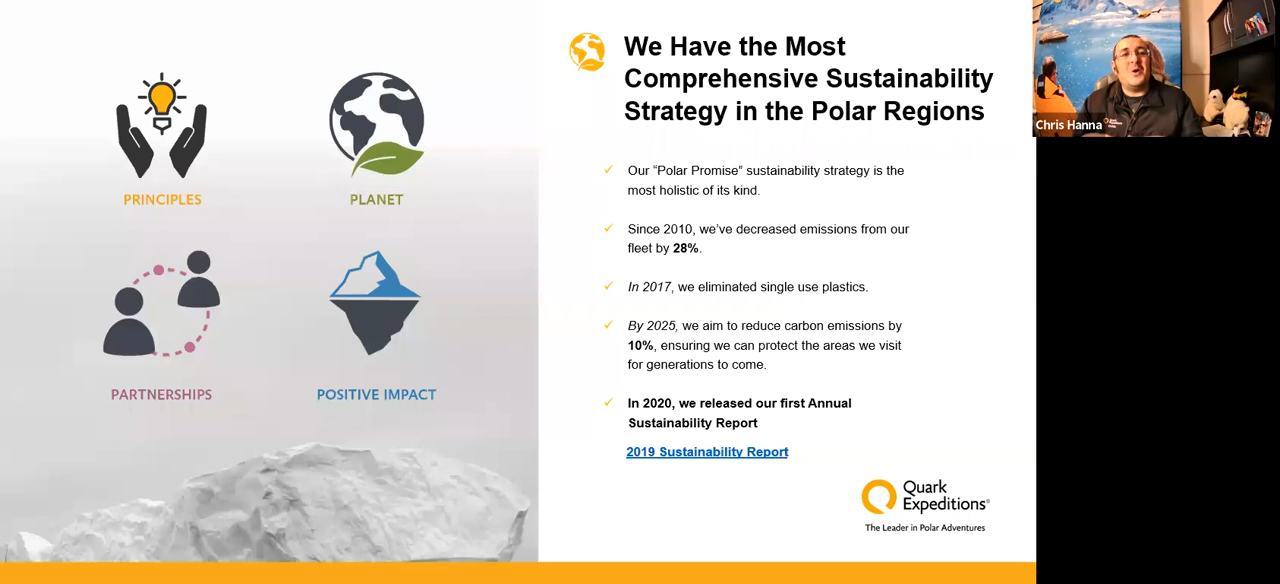 We Have the Most
Comprehensive Sustainability
Strategy in the Polar Regions
Chris Hanna
PRINCIPLES
PLANET
PARTNERSHIPS
POSITIVE IMPACT
✓ Our “Polar Promise” sustainability strategy is the
most holistic of its kind.
✓ Since 2010, we’ve decreased emissions from our
fleet by 28%.
✓ In 2017, we eliminated single use plastics.
✓ By 2025, we aim to reduce carbon emissions by
10%, ensuring we can protect the areas we visit
for generations to come.
✓ In 2020, we released our first Annual
Sustainability Report
2019 Sustainability Report
Quark
Expeditions®
The Leader in Polar Adventures